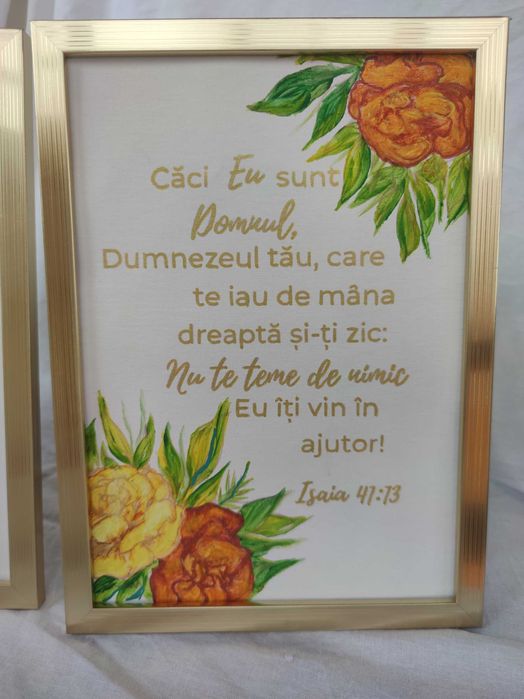 Căci Eu sunt
Domnul,
Dumnezeul tău, care
te iau de mâna
dreaptă și-ți zic:
Nu te teme de nimic
Eu îți vin în
ajutor!
Isaia 41:13